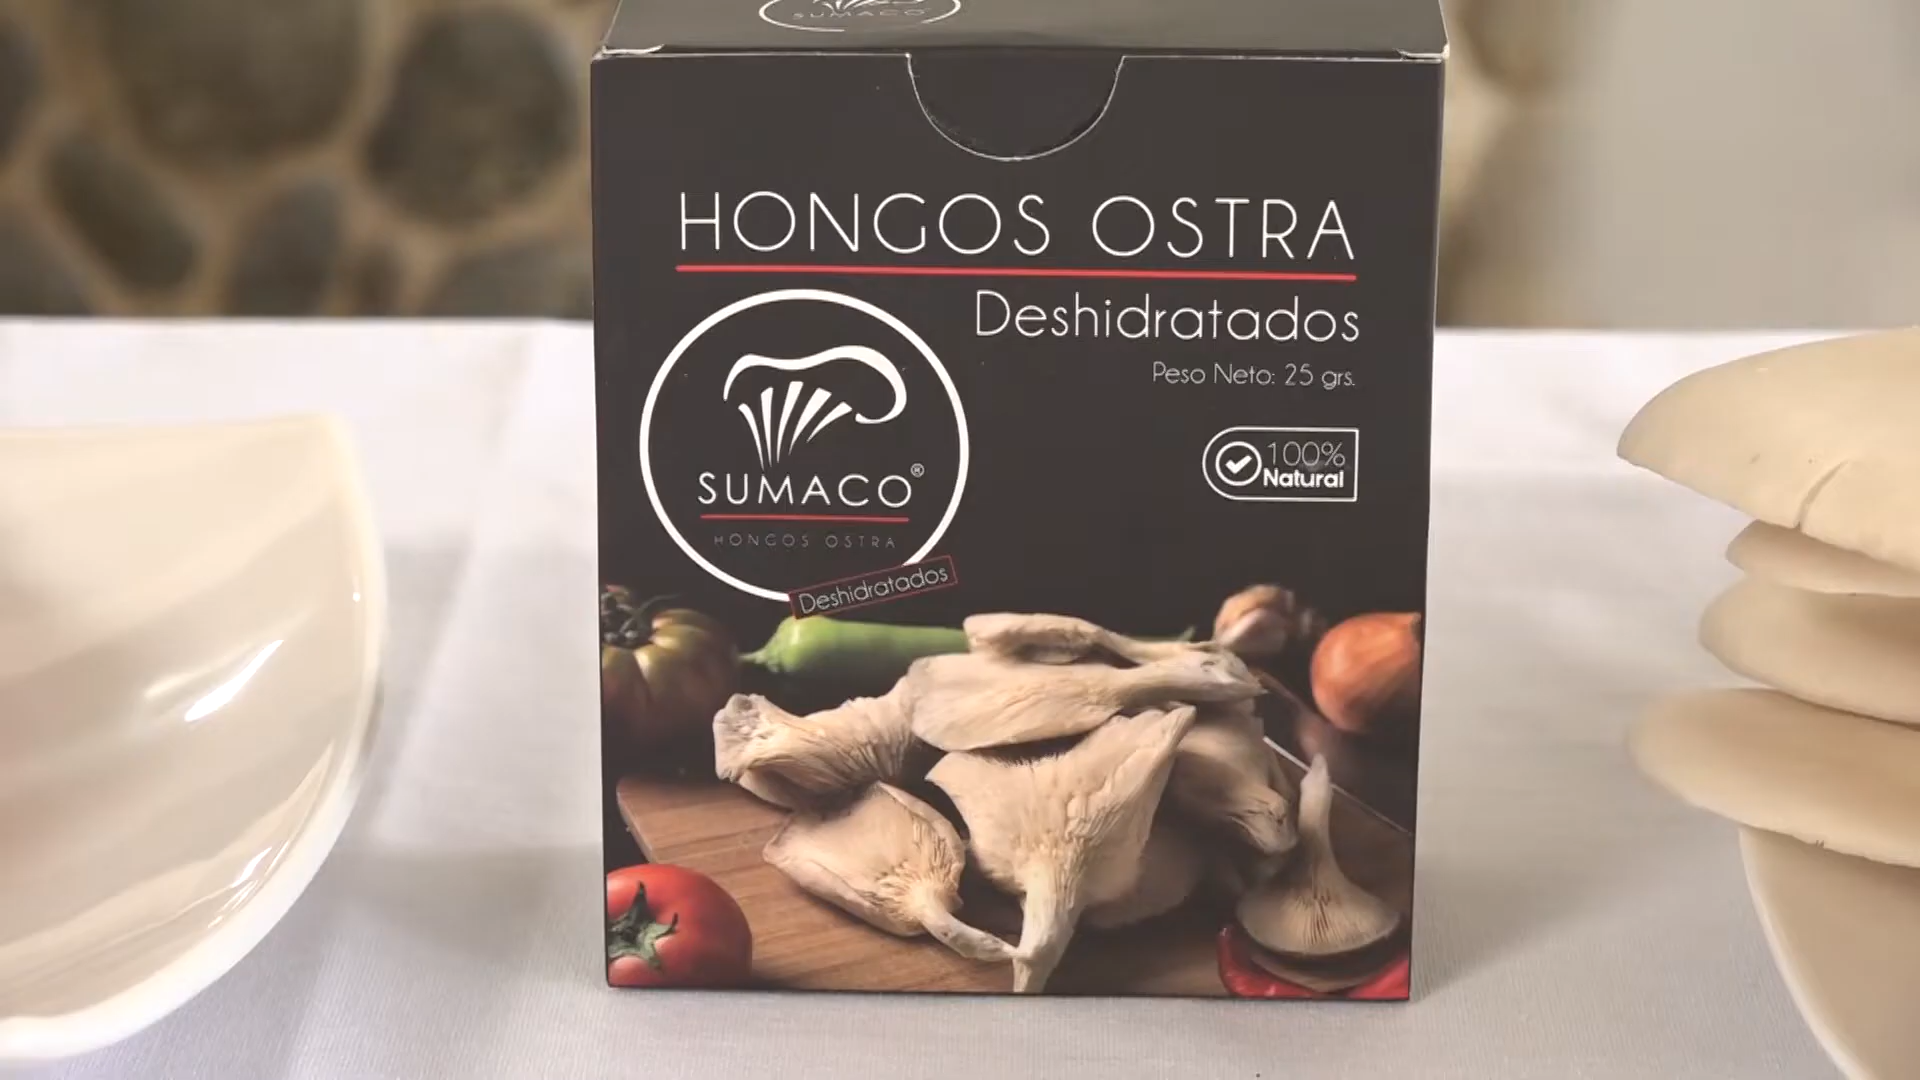 SUMACO
HONGOS OSTRA
Deshidratados
Peso Neto: 25 grs.
100%
Natural
SUMACO®
HONGOS OSTRA
Deshidratados